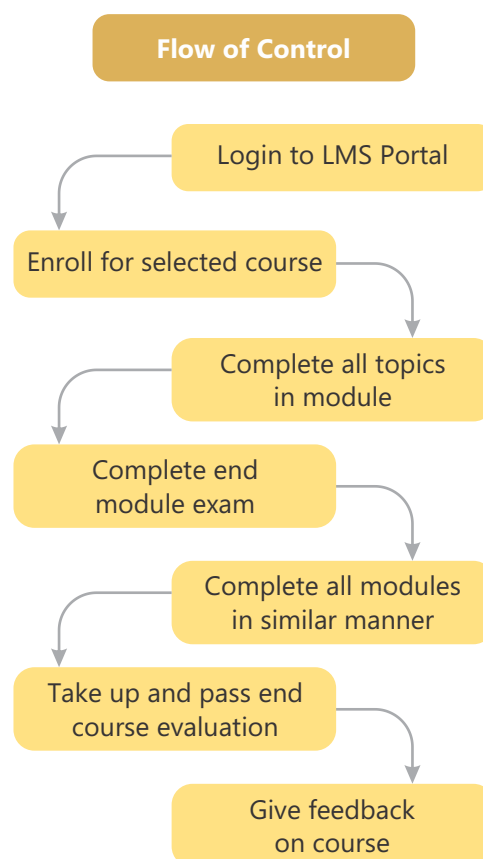 Flow of Control
Login to LMS Portal
Enroll for selected course
Complete all topics
in module
Complete end
module exam
Complete all modules
in similar manner
Take up and pass end
course evaluation
Give feedback
on course